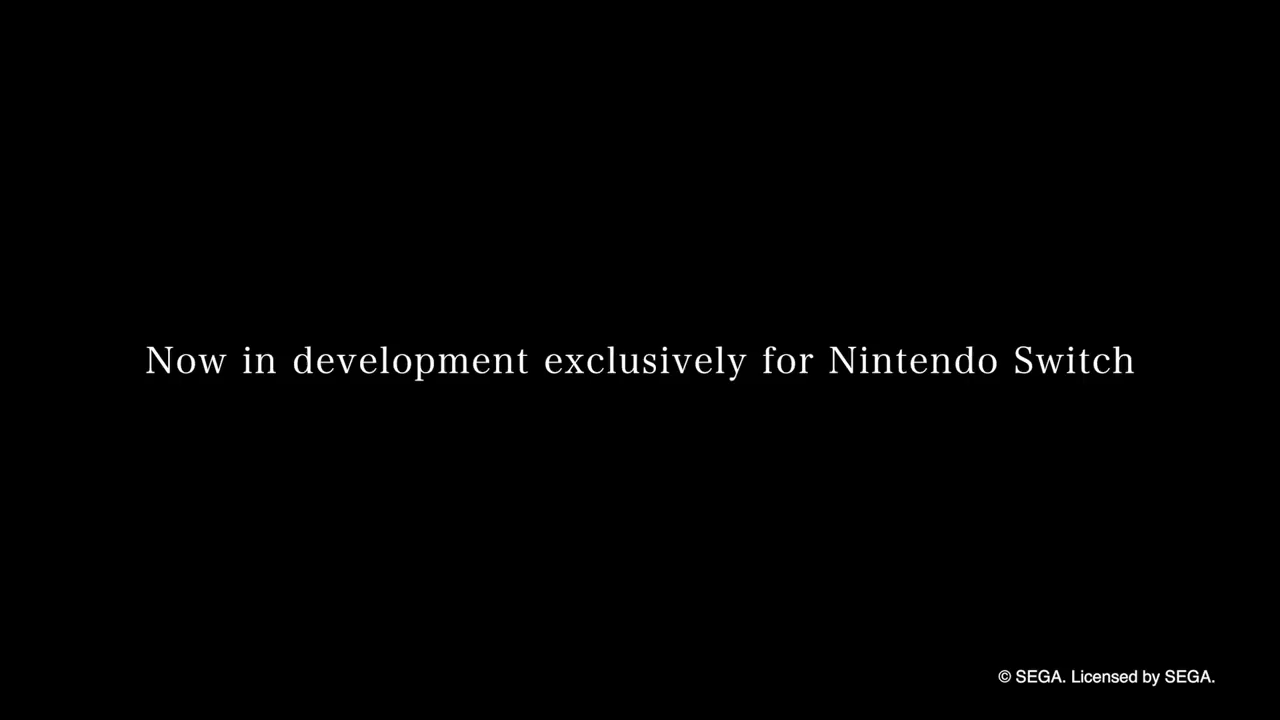 Now in development exclusively for Nintendo Switch
© SEGA. Licensed by SEGA.